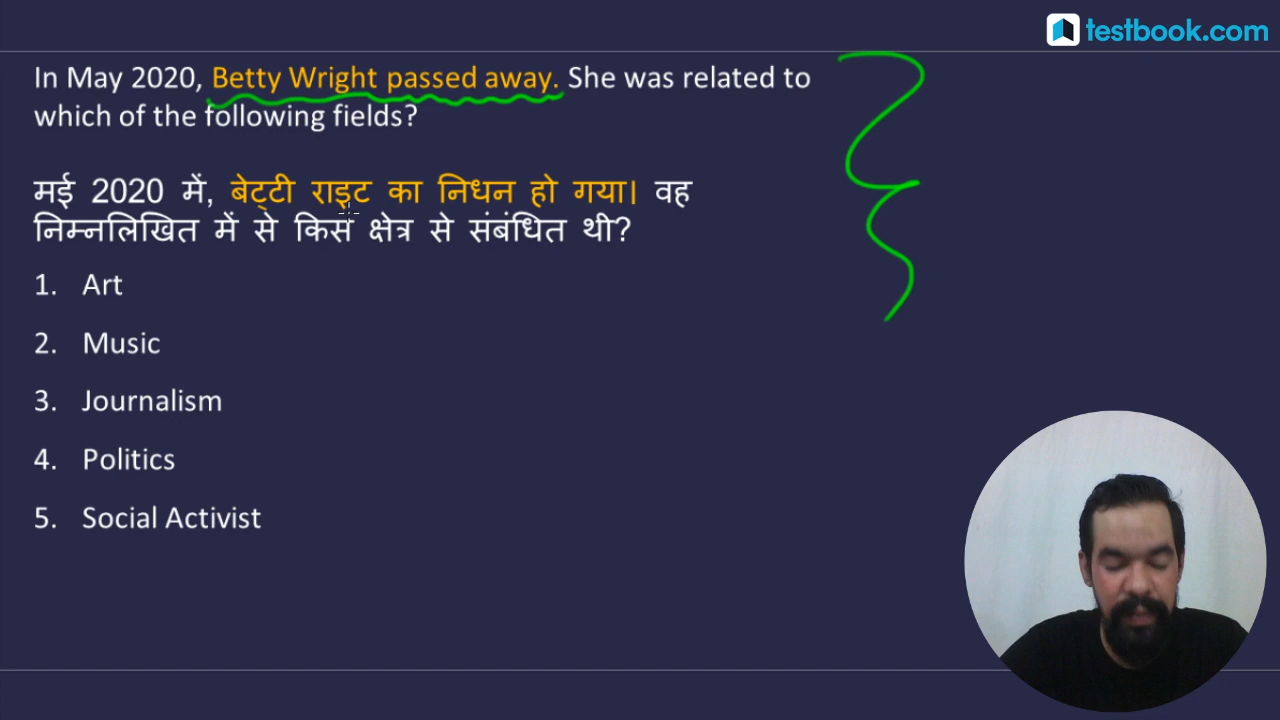 testbook.com
In May 2020, Betty Wright passed away. She was related to
which of the following fields?
मई 2020 में, बेट्टी राइट का निधन हो गया। वह
निम्नलिखित में से किस क्षेत्र से संबंधित थी?
1. Art
2. Music
3. Journalism
4. Politics
5. Social Activist